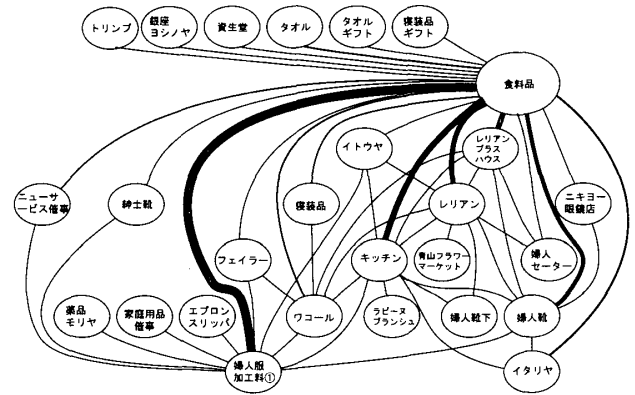 トリンプ
銀座
ヨシノヤ
資生堂
タオル
タオル
ギフト
寝装品
ギフト
食料品
イトウヤ
レリアン
プラス
ハウス
ニューサ
ービス催事
紳士靴
寝装品
レリアン
ニキヨー
眼鏡店
フェイラー
キッチン
青山フラワー
マーケット
婦人
セーター
薬品
モリヤ
家庭用品
催事
エプロン
スリッパ
ワコール
ラピーヌ
ブランシュ
婦人靴下
婦人靴
婦人服
加工料①
イタリヤ